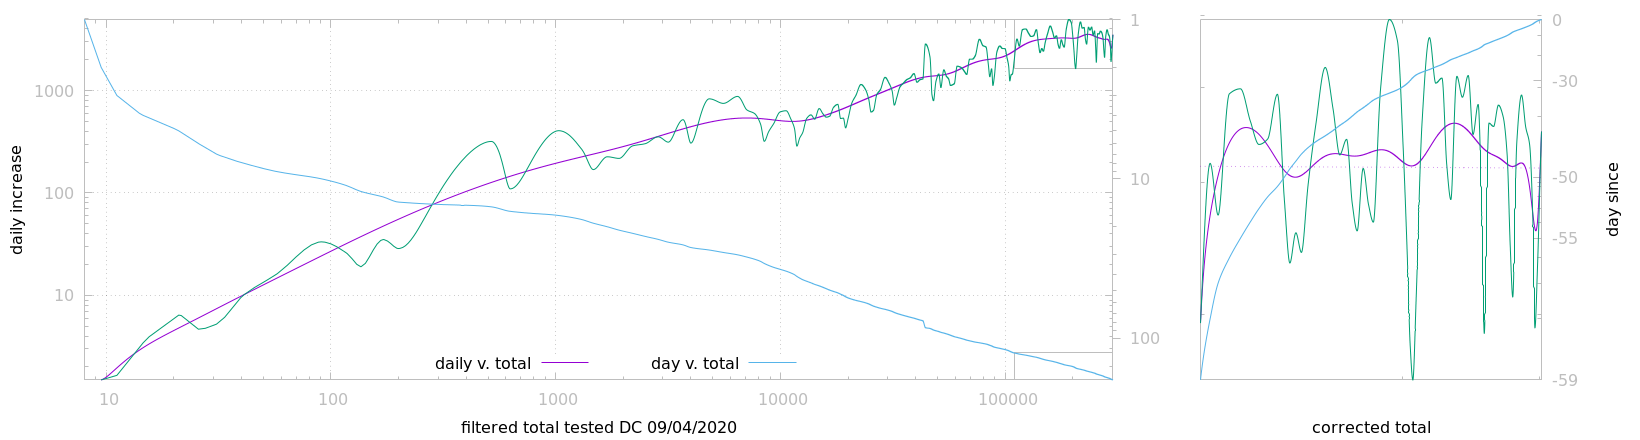 1000
100
10
daily increase
10
100
1000
10000
100000
filtered total tested DC 09/04/2020
daily v. total
day v. total
1
10
100
0
-30
-50
-55
-59
day since
corrected total